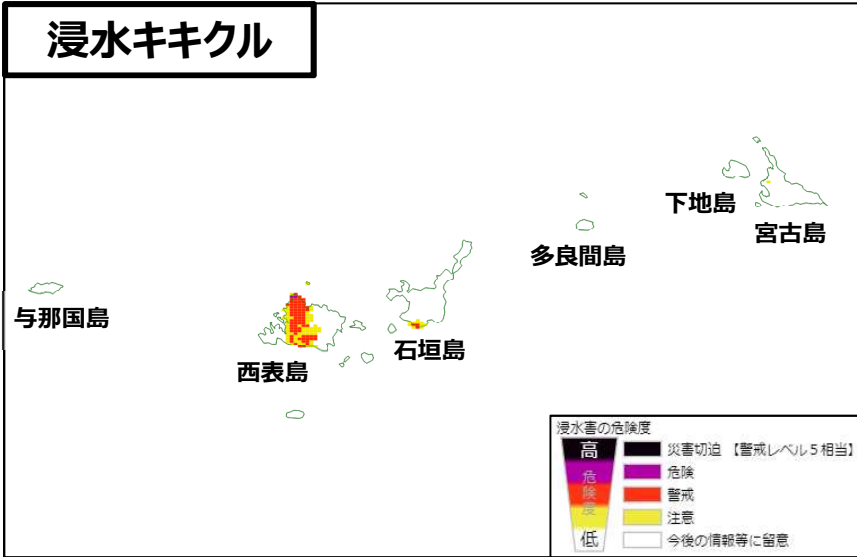 浸水キキクル
下地島
宮古島
多良間島
与那国島
石垣島
西表島
浸水害の危険度
高
危険度
低
災害切迫 【警戒レベル5相当】
危険
警戒
注意
今後の情報等に留意